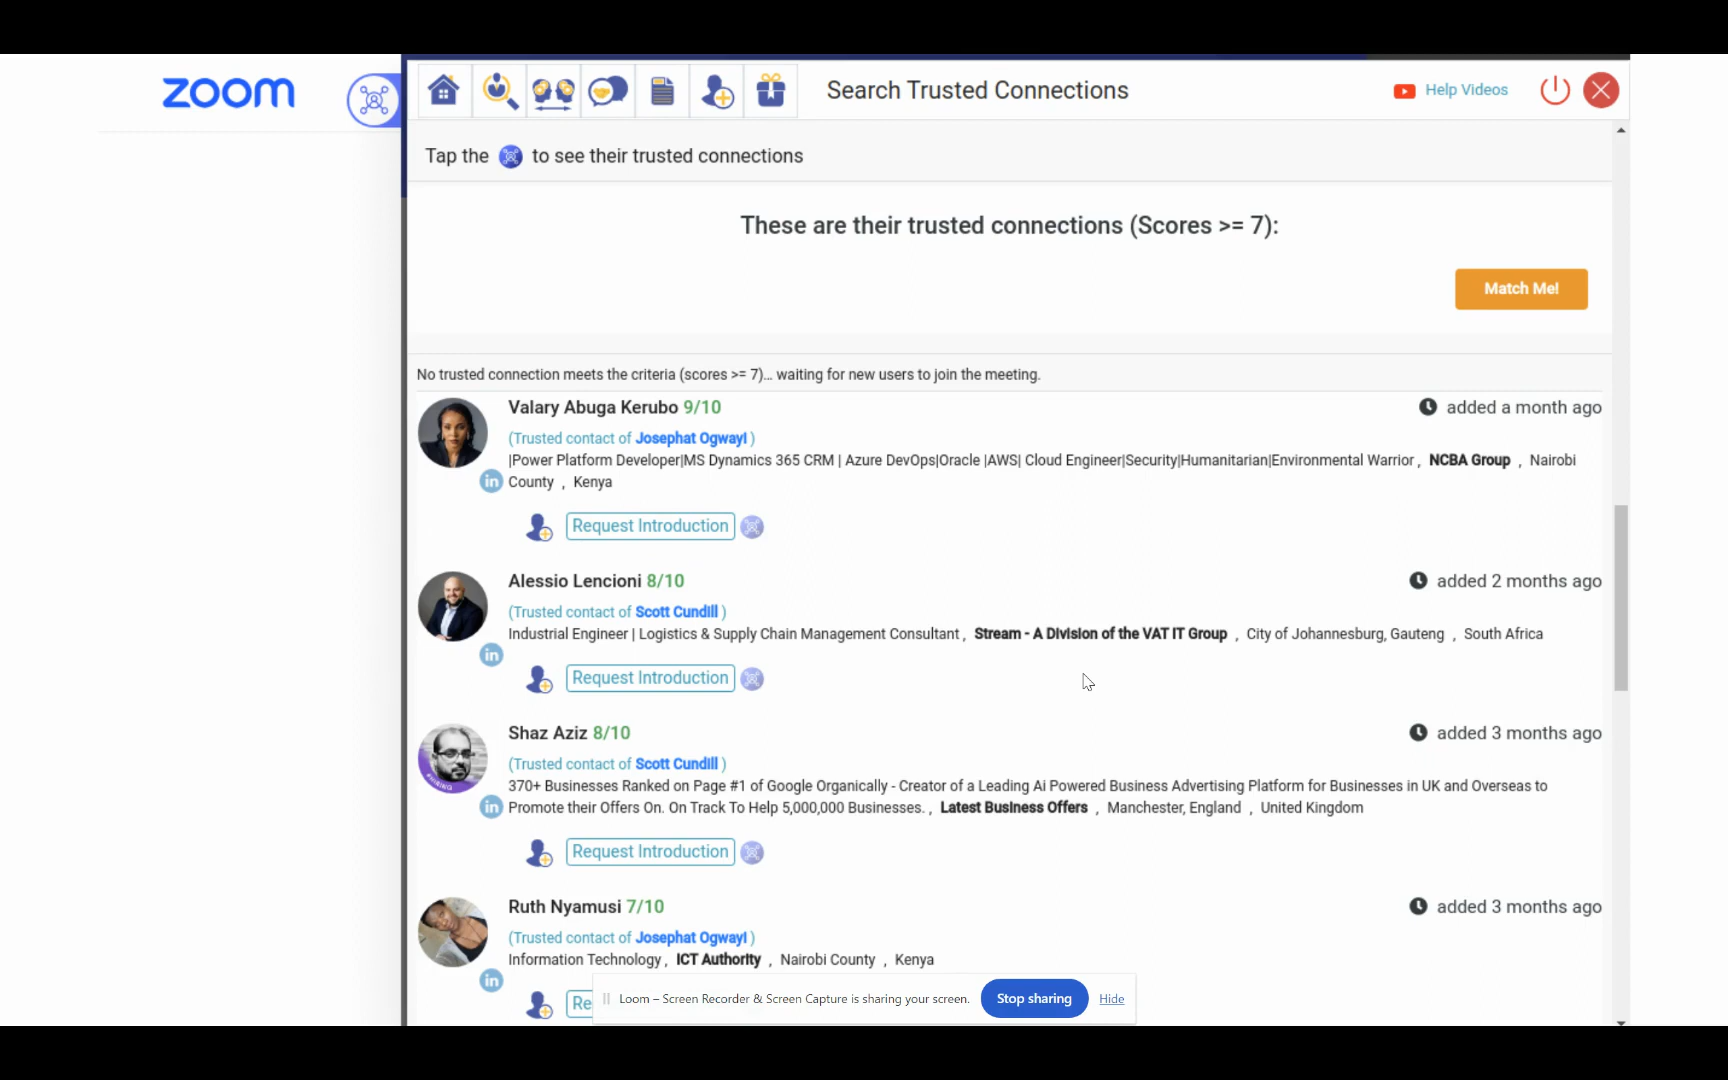 zoom
Search Trusted Connections
Help Videos
Tap the to see their trusted connections
These are their trusted connections (Scores >= 7):
Match Me!
No trusted connection meets the criteria (scores >= 7)... waiting for new users to join the meeting.
Valary Abuga Kerubo 9/10
added a month ago
(Trusted contact of Josephat Ogwayi )
|Power Platform Developer|MS Dynamics 365 CRM | Azure DevOps|Oracle |AWS| Cloud Engineer|Security|Humanitarian|Environmental Warrior , NCBA Group , Nairobi
in
County , Kenya
Request Introduction
Alessio Lencioni 8/10
added 2 months ago
(Trusted contact of Scott Cundill )
Industrial Engineer | Logistics & Supply Chain Management Consultant , Stream - A Division of the VAT IT Group , City of Johannesburg, Gauteng , South Africa
in
Request Introduction
Shaz Aziz 8/10
added 3 months ago
(Trusted contact of Scott Cundill )
370+ Businesses Ranked on Page #1 of Google Organically - Creator of a Leading Ai Powered Business Advertising Platform for Businesses in UK and Overseas to
#HIRING
in
Promote their Offers On. On Track To Help 5,000,000 Businesses. , Latest Business Offers , Manchester, England , United Kingdom
Request Introduction
Ruth Nyamusi 7/10
added 3 months ago
(Trusted contact of Josephat Ogwayi )
Information Technology , ICT Authority , Nairobi County , Kenya
in
Re
Loom – Screen Recorder & Screen Capture is sharing your screen.
Stop sharing
Hide